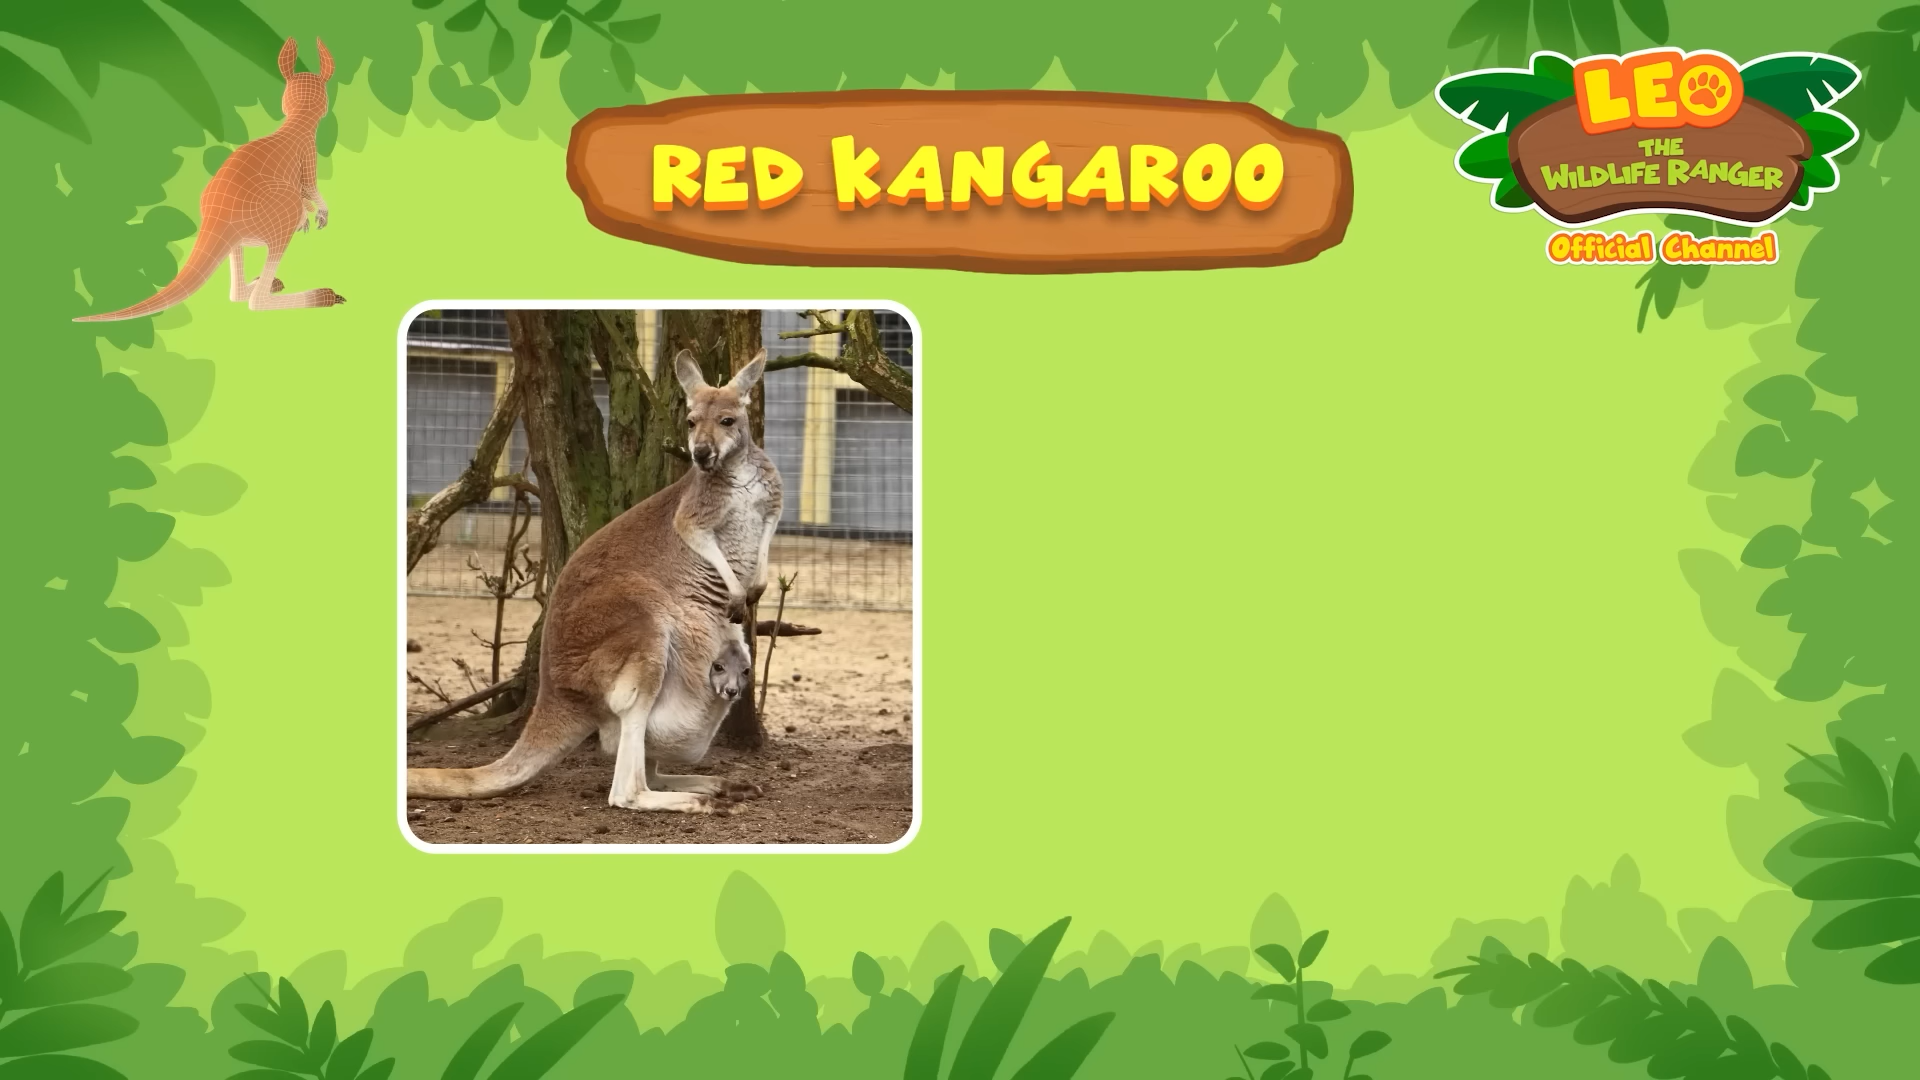 RED KANGAROO
LEO
THE
WILDLIFE RANGER
Official Channel